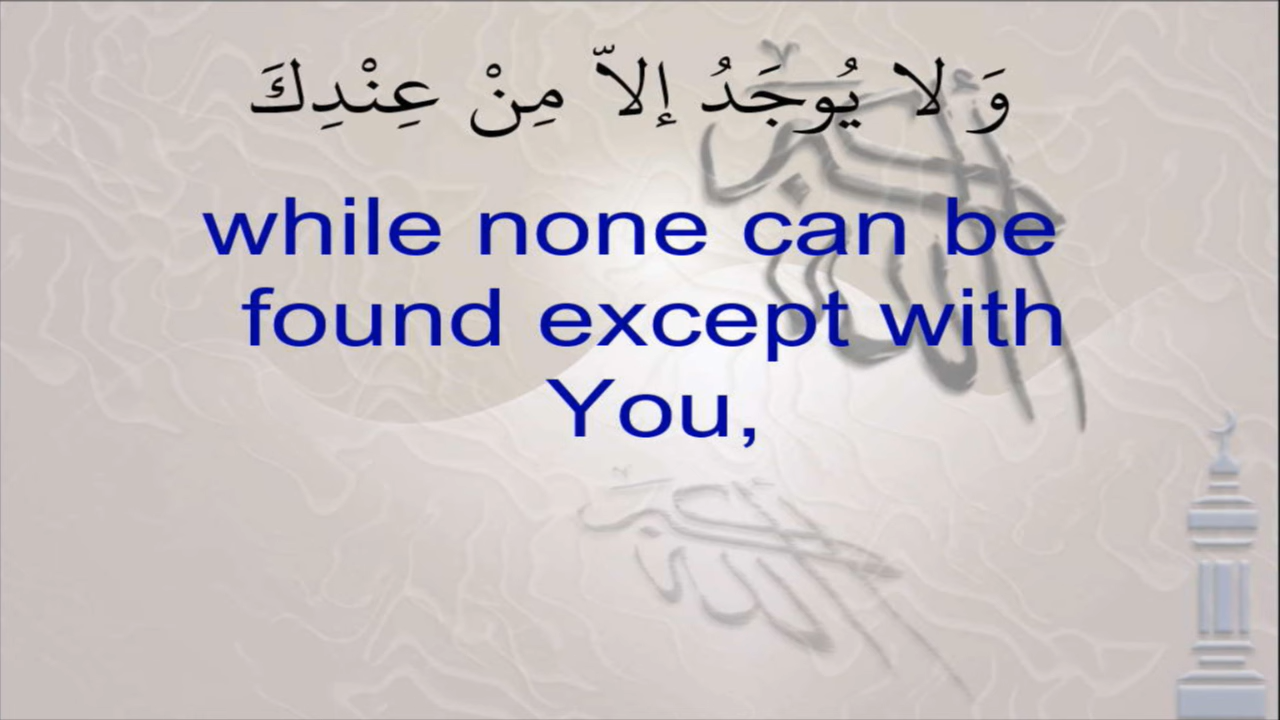 وَ لا يُوجَدُ إلاّ مِنْ عِنْدِكَ
while none can be
found except with
You,